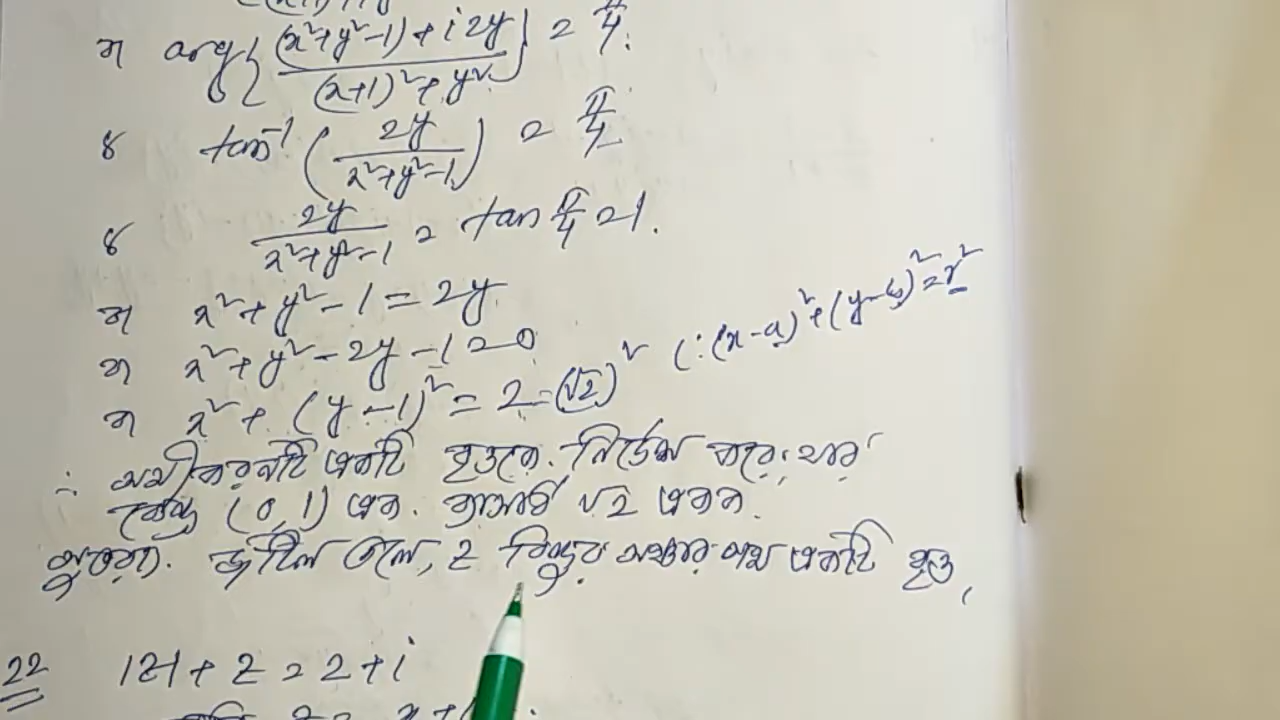 বা arg{(x²+y²-1)+i2y / (x+1)²+y²} = π/4.
বা tan⁻¹(2y / x²+y²-1) = π/4
বা 2y / x²+y²-1 = tan π/4 = 1.
বা x²+y²-1 = 2y
বা x²+y²-2y-1 = 0
বা x²+(y-1)² = 2 = (√2)² (∵(x-a)²+(y-b)²=r²
∴ সমীকরনটি একটি বৃত্তকে নির্দেশ করে, যার
কেন্দ্র (0,1) এবং ব্যাসার্ধ √2 একক.
সুতরাং জটিল তলে, z বিন্দুর সঞ্চার পথ একটি বৃত্ত,
22 |z|+z = 2+i